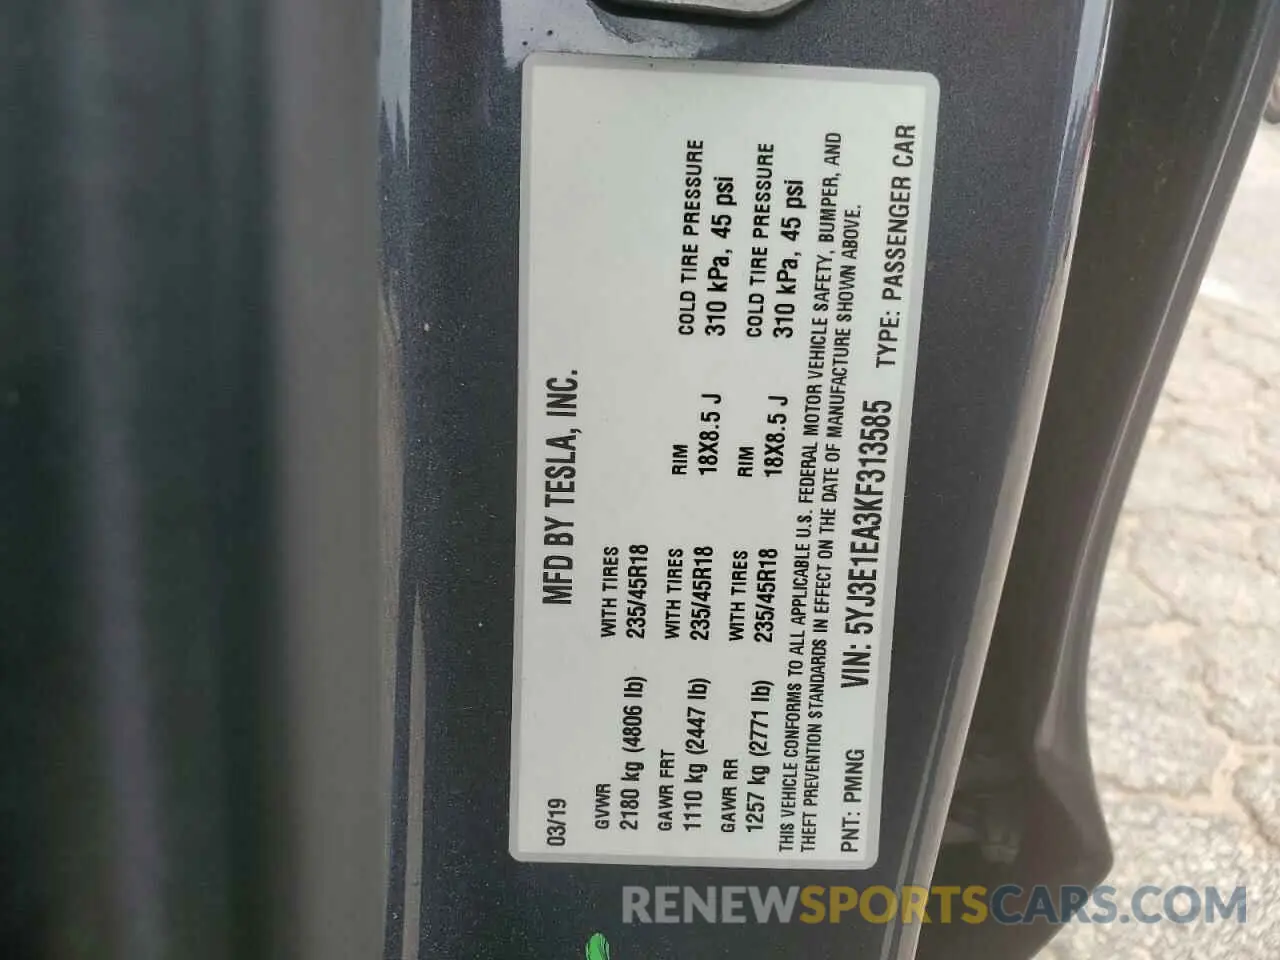 03/19 MFD BY TESLA, INC.
GVWR WITH TIRES
2180 kg (4806 lb) 235/45R18
GAWR FRT WITH TIRES RIM COLD TIRE PRESSURE
1110 kg (2447 lb) 235/45R18 18X8.5 J 310 kPa, 45 psi
GAWR RR WITH TIRES RIM COLD TIRE PRESSURE
1257 kg (2771 lb) 235/45R18 18X8.5 J 310 kPa, 45 psi
THIS VEHICLE CONFORMS TO ALL APPLICABLE U.S. FEDERAL MOTOR VEHICLE SAFETY, BUMPER, AND
THEFT PREVENTION STANDARDS IN EFFECT ON THE DATE OF MANUFACTURE SHOWN ABOVE.
PNT: PMNG VIN: 5YJ3E1EA3KF313585 TYPE: PASSENGER CAR
RENEWSPORTSCARS.COM